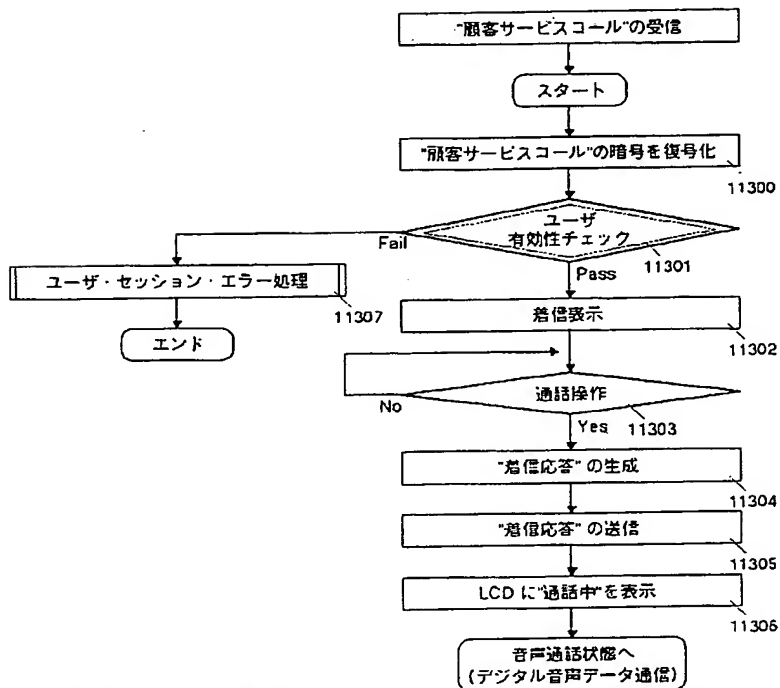 "顧客サービスコール"の受信
スタート
"顧客サービスコール"の暗号を復号化
11300
ユーザ
有効性チェック
Fail
11301
Pass
ユーザ・セッション・エラー処理
11307
着信表示
11302
エンド
通話操作
No
11303
Yes
"着信応答" の生成
11304
"着信応答" の送信
11305
LCD に"通話中"を表示
11306
音声通話状態へ
(デジタル音声データ通信)